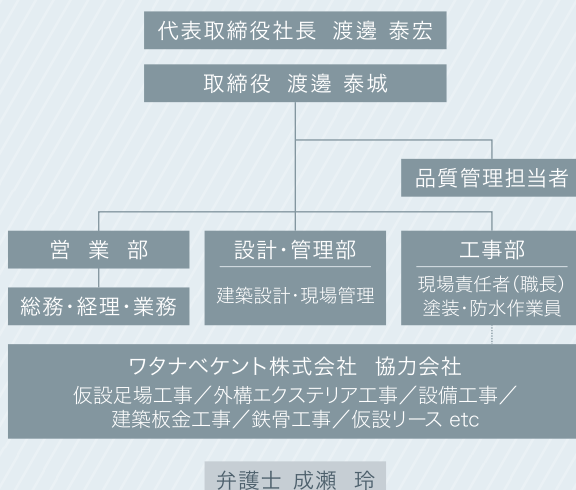 代表取締役社長 渡邊 泰宏
取締役 渡邊 泰城
品質管理担当者
営業部
総務・経理・業務
設計・管理部
建築設計・現場管理
工事部
現場責任者（職長）
塗装・防水作業員
ワタナベケント株式会社 協力会社
仮設足場工事／外構エクステリア工事／設備工事／
建築板金工事／鉄骨工事／仮設リース etc
弁護士 成瀬 玲